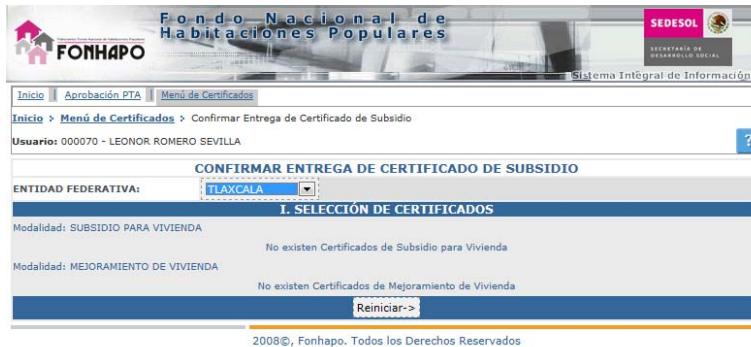 Fondo Nacional de
Habitaciones Populares
FONHAPO
SEDESOL
SECRETARÍA DE
DESARROLLO SOCIAL
Sistema Integral de Información
Inicio | Aprobación PTA | Menú de Certificados
Inicio > Menú de Certificados > Confirmar Entrega de Certificado de Subsidio
Usuario: 000070 - LEONOR ROMERO SEVILLA
?
CONFIRMAR ENTREGA DE CERTIFICADO DE SUBSIDIO
ENTIDAD FEDERATIVA: TLAXCALA
I. SELECCIÓN DE CERTIFICADOS
Modalidad: SUBSIDIO PARA VIVIENDA
No existen Certificados de Subsidio para Vivienda
Modalidad: MEJORAMIENTO DE VIVIENDA
No existen Certificados de Mejoramiento de Vivienda
Reiniciar->
2008©, Fonhapo. Todos los Derechos Reservados